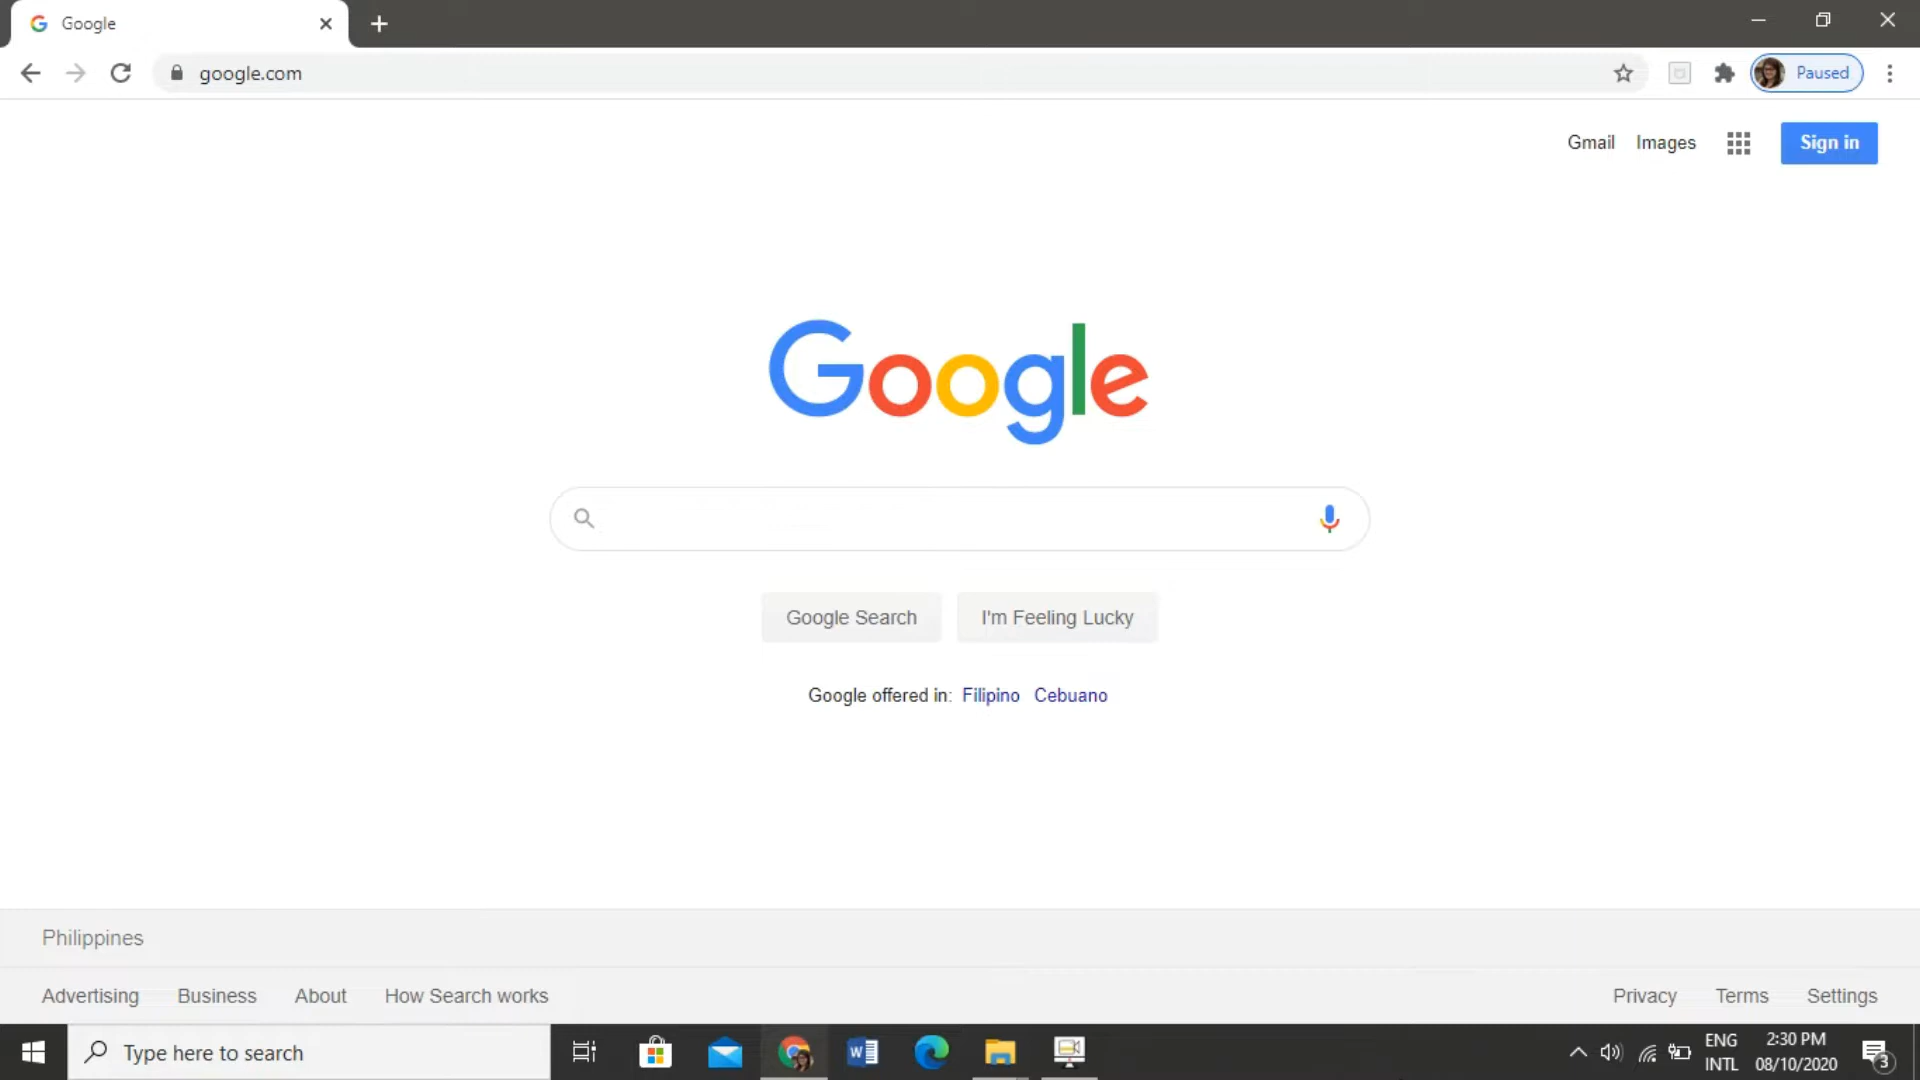 Google
google.com
Paused
Gmail Images Sign in
Google
Google Search I'm Feeling Lucky
Google offered in: Filipino Cebuano
Philippines
Advertising Business About How Search works Privacy Terms Settings
Type here to search
ENG
INTL
2:30 PM
08/10/2020
3